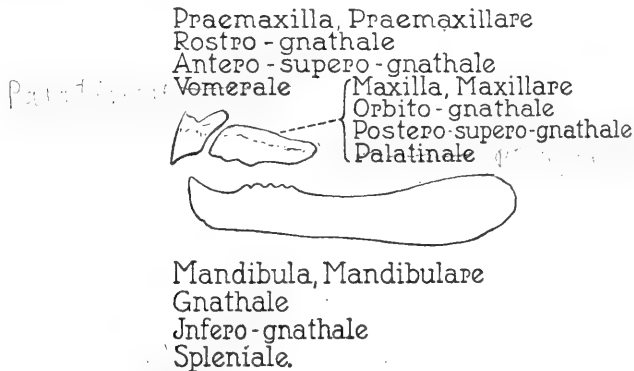 Praemaxilla, Praemaxillare
Rostro-gnathale
Antero-supero-gnathale
Vomerale
Maxilla, Maxillare
Orbito-gnathale
Postero-supero-gnathale
Palatinale
Mandibula, Mandibulare
Gnathale
Jnfero-gnathale
Spleniale.